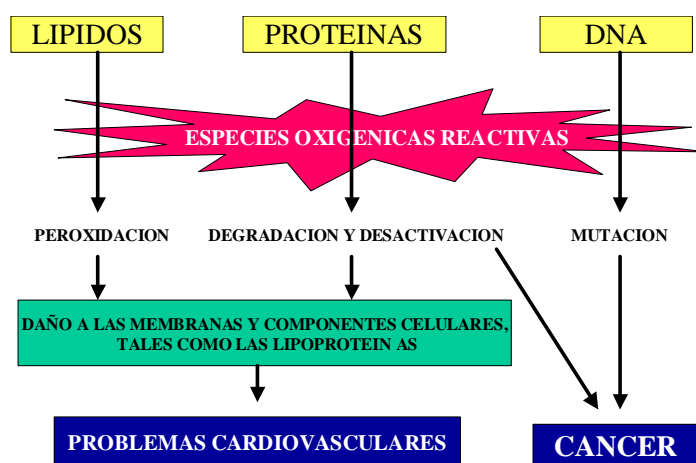 LIPIDOS
PROTEINAS
DNA
ESPECIES OXIGENICAS REACTIVAS
PEROXIDACION
DEGRADACION Y DESACTIVACION
MUTACION
DAÑO A LAS MEMBRANAS Y COMPONENTES CELULARES,
TALES COMO LAS LIPOPROTEIN AS
PROBLEMAS CARDIOVASCULARES
CANCER